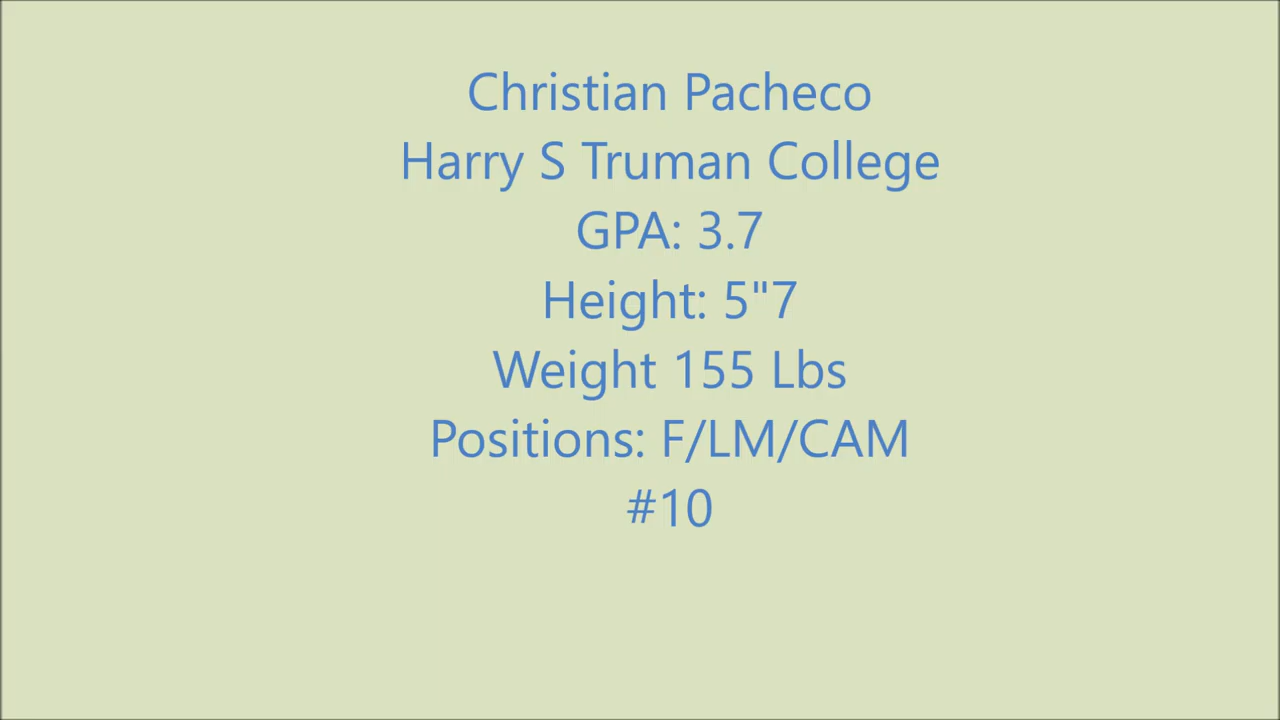 Christian Pacheco
Harry S Truman College
GPA: 3.7
Height: 5"7
Weight 155 Lbs
Positions: F/LM/CAM
#10